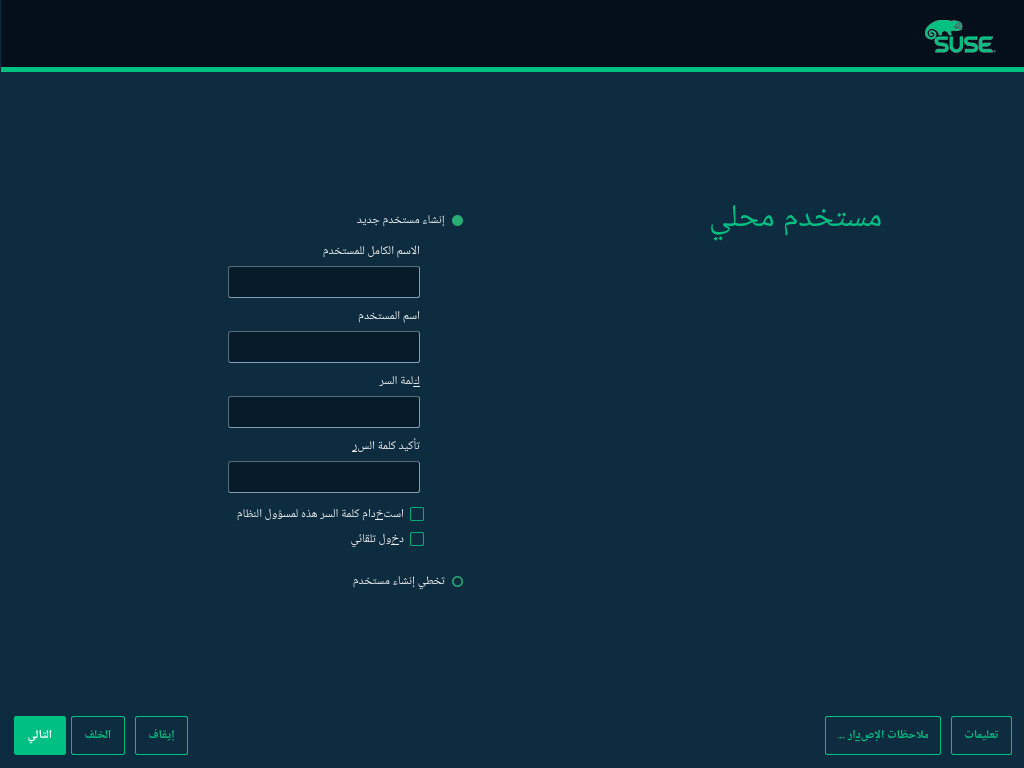 SUSE
مستخدم محلي
إنشاء مستخدم جديد
الاسم الكامل للمستخدم
اسم المستخدم
كلمة السر
تأكيد كلمة السر
استخدام كلمة السر هذه لمسؤول النظام
دخول تلقائي
تخطي إنشاء مستخدم
تعليمات
ملاحظات الإصدار ...
إيقاف
الخلف
التالي